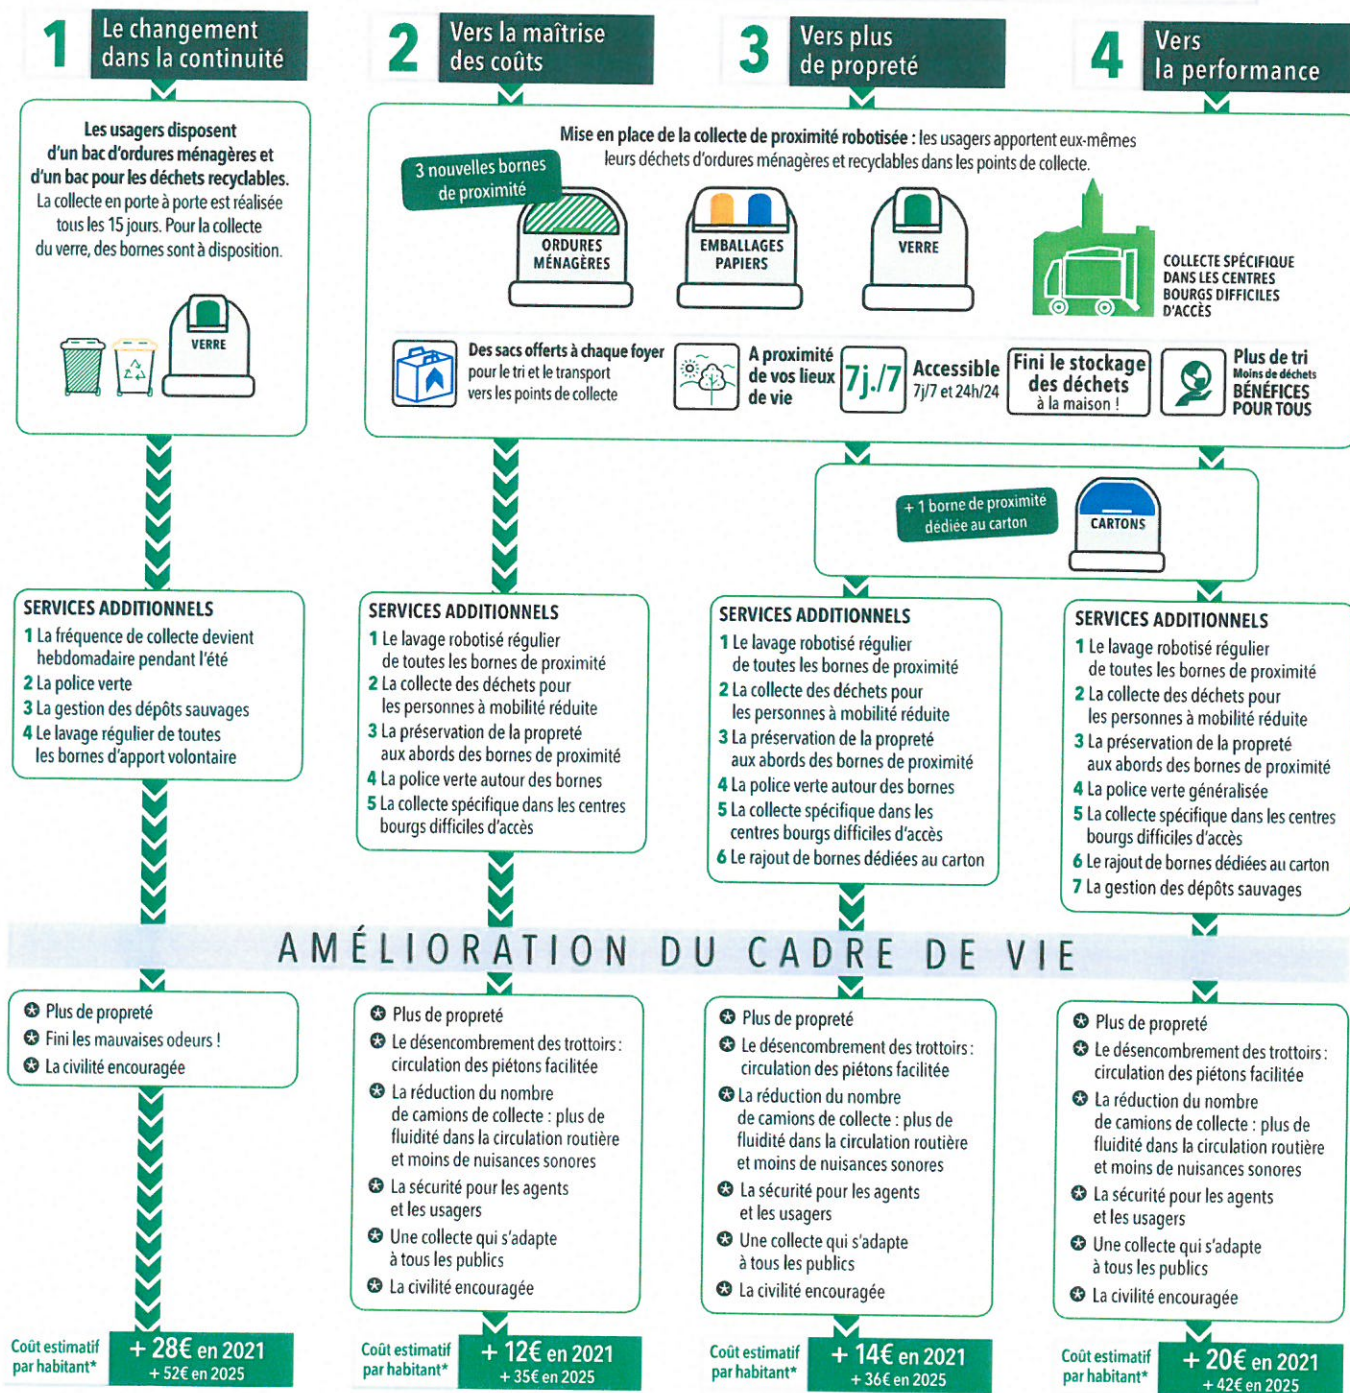 1
Le changement
dans la continuité
2
Vers la maîtrise
des coûts
3
Vers plus
de propreté
4
Vers
la performance
Les usagers disposent
d'un bac d'ordures ménagères et
d'un bac pour les déchets recyclables.
La collecte en porte à porte est réalisée
tous les 15 jours. Pour la collecte
du verre, des bornes sont à disposition.
VERRE
Mise en place de la collecte de proximité robotisée : les usagers apportent eux-mêmes
leurs déchets d'ordures ménagères et recyclables dans les points de collecte.
3 nouvelles bornes
de proximité
ORDURES
MÉNAGÈRES
EMBALLAGES
PAPIERS
VERRE
COLLECTE SPÉCIFIQUE
DANS LES CENTRES
BOURGS DIFFICILES
D'ACCÈS
Des sacs offerts à chaque foyer
pour le tri et le transport
vers les points de collecte
A proximité
de vos lieux
de vie
7j./7
Accessible
7j/7 et 24h/24
Fini le stockage
des déchets
à la maison !
Plus de tri
Moins de déchets
BÉNÉFICES
POUR TOUS
+ 1 borne de proximité
dédiée au carton
CARTONS
SERVICES ADDITIONNELS
1 La fréquence de collecte devient
hebdomadaire pendant l'été
2 La police verte
3 La gestion des dépôts sauvages
4 Le lavage régulier de toutes
les bornes d'apport volontaire
SERVICES ADDITIONNELS
1 Le lavage robotisé régulier
de toutes les bornes de proximité
2 La collecte des déchets pour
les personnes à mobilité réduite
3 La préservation de la propreté
aux abords des bornes de proximité
4 La police verte autour des bornes
5 La collecte spécifique dans les centres
bourgs difficiles d'accès
SERVICES ADDITIONNELS
1 Le lavage robotisé régulier
de toutes les bornes de proximité
2 La collecte des déchets pour
les personnes à mobilité réduite
3 La préservation de la propreté
aux abords des bornes de proximité
4 La police verte autour des bornes
5 La collecte spécifique dans les
centres bourgs difficiles d'accès
6 Le rajout de bornes dédiées au carton
SERVICES ADDITIONNELS
1 Le lavage robotisé régulier
de toutes les bornes de proximité
2 La collecte des déchets pour
les personnes à mobilité réduite
3 La préservation de la propreté
aux abords des bornes de proximité
4 La police verte généralisée
5 La collecte spécifique dans les centres
bourgs difficiles d'accès
6 Le rajout de bornes dédiées au carton
7 La gestion des dépôts sauvages
AMÉLIORATION DU CADRE DE VIE
Plus de propreté
Fini les mauvaises odeurs !
La civilité encouragée
Plus de propreté
Le désencombrement des trottoirs :
circulation des piétons facilitée
La réduction du nombre
de camions de collecte : plus de
fluidité dans la circulation routière
et moins de nuisances sonores
La sécurité pour les agents
et les usagers
Une collecte qui s'adapte
à tous les publics
La civilité encouragée
Plus de propreté
Le désencombrement des trottoirs :
circulation des piétons facilitée
La réduction du nombre
de camions de collecte : plus de
fluidité dans la circulation routière
et moins de nuisances sonores
La sécurité pour les agents
et les usagers
Une collecte qui s'adapte
à tous les publics
La civilité encouragée
Plus de propreté
Le désencombrement des trottoirs :
circulation des piétons facilitée
La réduction du nombre
de camions de collecte : plus de
fluidité dans la circulation routière
et moins de nuisances sonores
La sécurité pour les agents
et les usagers
Une collecte qui s'adapte
à tous les publics
La civilité encouragée
Coût estimatif
par habitant*
+ 28€ en 2021
+ 52€ en 2025
Coût estimatif
par habitant*
+ 12€ en 2021
+ 35€ en 2025
Coût estimatif
par habitant*
+ 14€ en 2021
+ 36€ en 2025
Coût estimatif
par habitant*
+ 20€ en 2021
+ 42€ en 2025